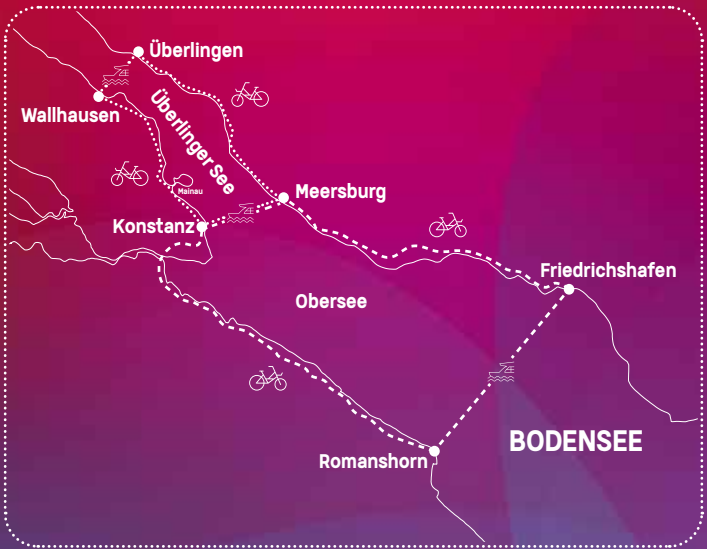 Überlingen
Wallhausen
Überlinger See
Mainau
Meersburg
Konstanz
Friedrichshafen
Obersee
BODENSEE
Romanshorn